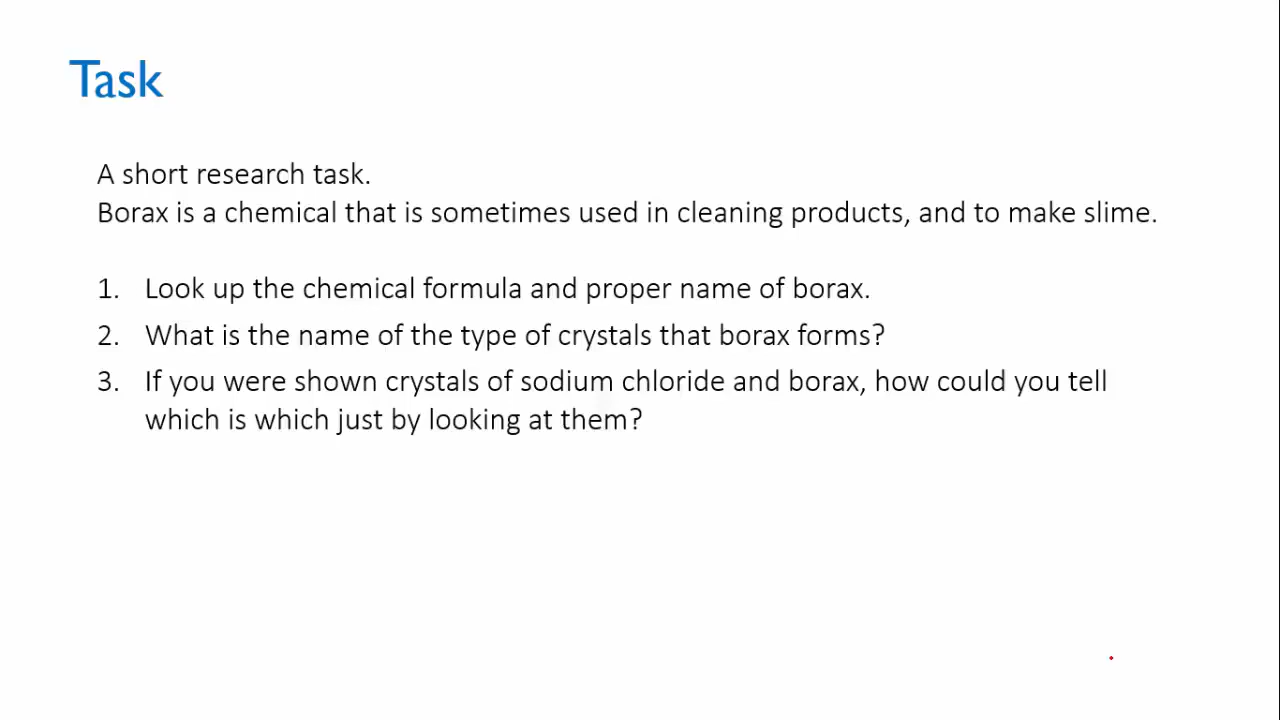 Task
A short research task.
Borax is a chemical that is sometimes used in cleaning products, and to make slime.
1. Look up the chemical formula and proper name of borax.
2. What is the name of the type of crystals that borax forms?
3. If you were shown crystals of sodium chloride and borax, how could you tell
which is which just by looking at them?